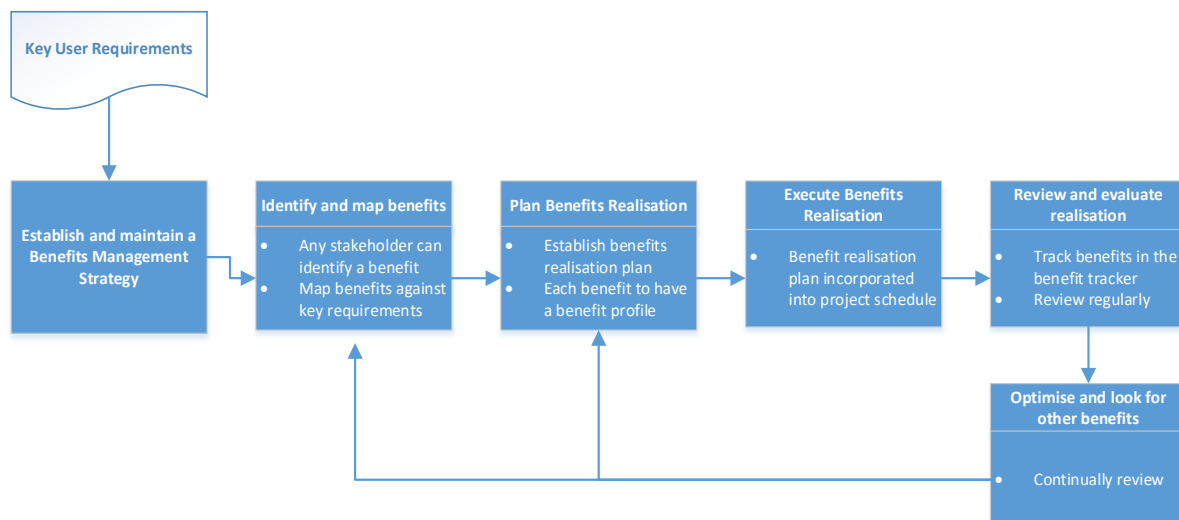 Key User Requirements
Establish and maintain a
Benefits Management
Strategy
Identify and map benefits
• Any stakeholder can
identify a benefit
• Map benefits against
key requirements
Plan Benefits Realisation
• Establish benefits
realisation plan
• Each benefit to have
a benefit profile
Execute Benefits
Realisation
• Benefit realisation
plan incorporated
into project schedule
Review and evaluate
realisation
• Track benefits in the
benefit tracker
• Review regularly
Optimise and look for
other benefits
• Continually review